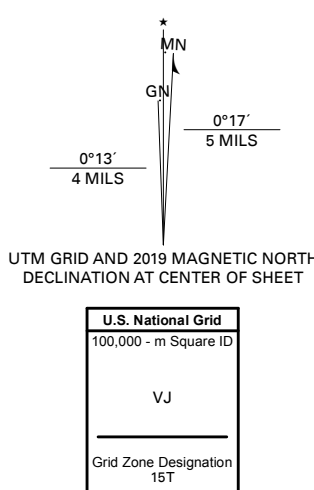 ★
MN
GN
0°17´
5 MILS
0°13´
4 MILS
UTM GRID AND 2019 MAGNETIC NORTH
DECLINATION AT CENTER OF SHEET
U.S. National Grid
100,000 - m Square ID
VJ
Grid Zone Designation
15T